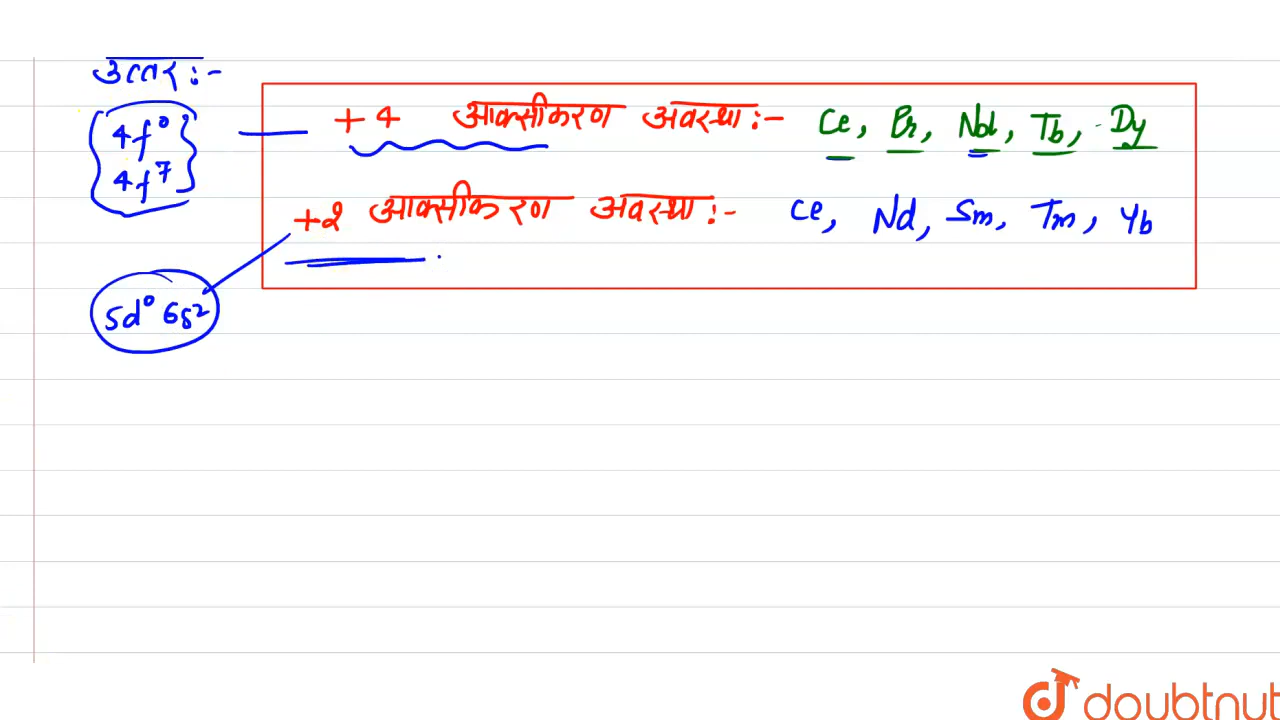 उत्तर :-
+4 आक्सीकरण अवस्था :- Ce, Pr, Nd, Tb, Dy
4f⁰
4f⁷
+2 आक्सीकरण अवस्था :- Ce, Nd, Sm, Tm, Yb
5d⁰ 6s²
doubtnut